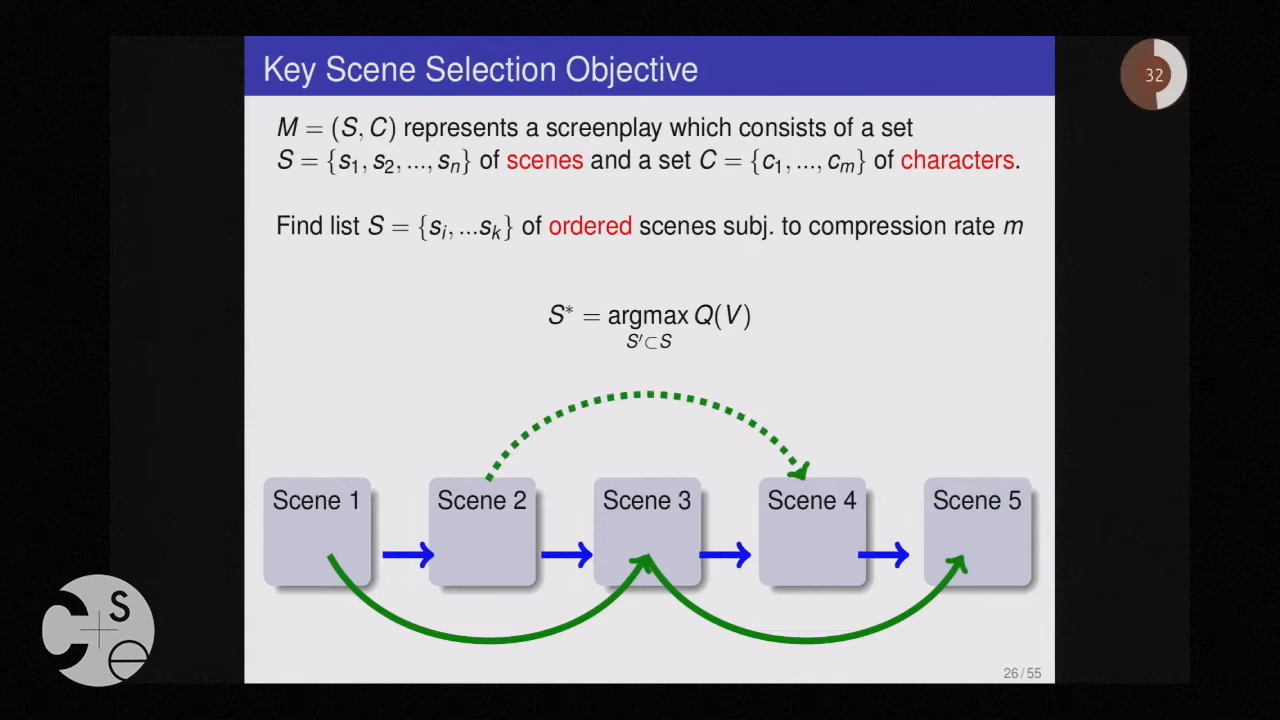 Key Scene Selection Objective
32
M = (S, C) represents a screenplay which consists of a set
S = {s₁, s₂, ..., sₙ} of scenes and a set C = {c₁, ..., cₘ} of characters.
Find list S = {sᵢ, ...sₖ} of ordered scenes subj. to compression rate m
S* = argmax Q(V)
S′⊂S
Scene 1 Scene 2 Scene 3 Scene 4 Scene 5
C S e
26 / 55